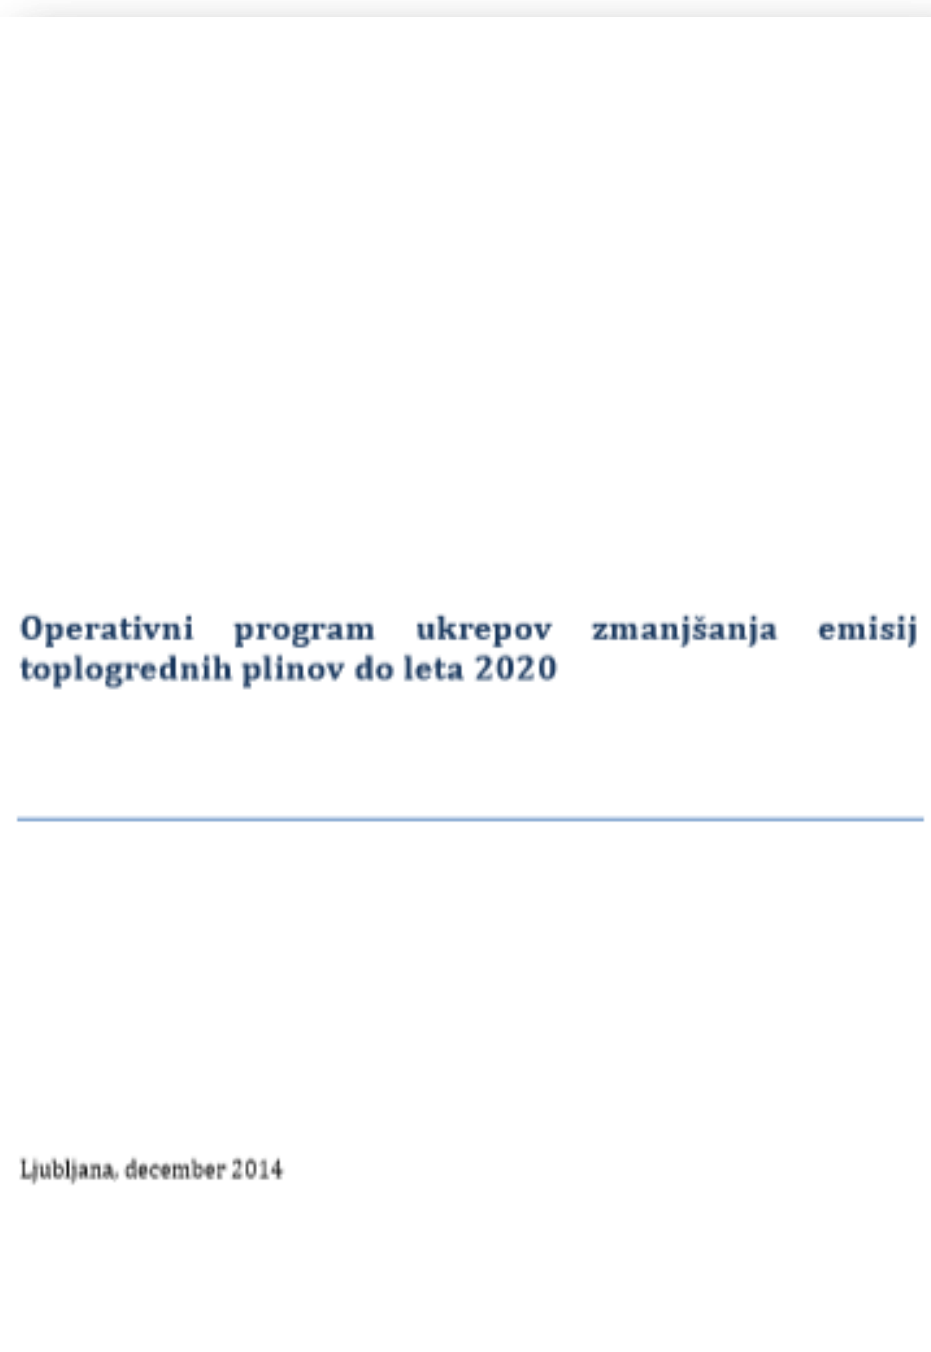 Operativni program ukrepov zmanjšanja emisij
toplogrednih plinov do leta 2020
Ljubljana, december 2014